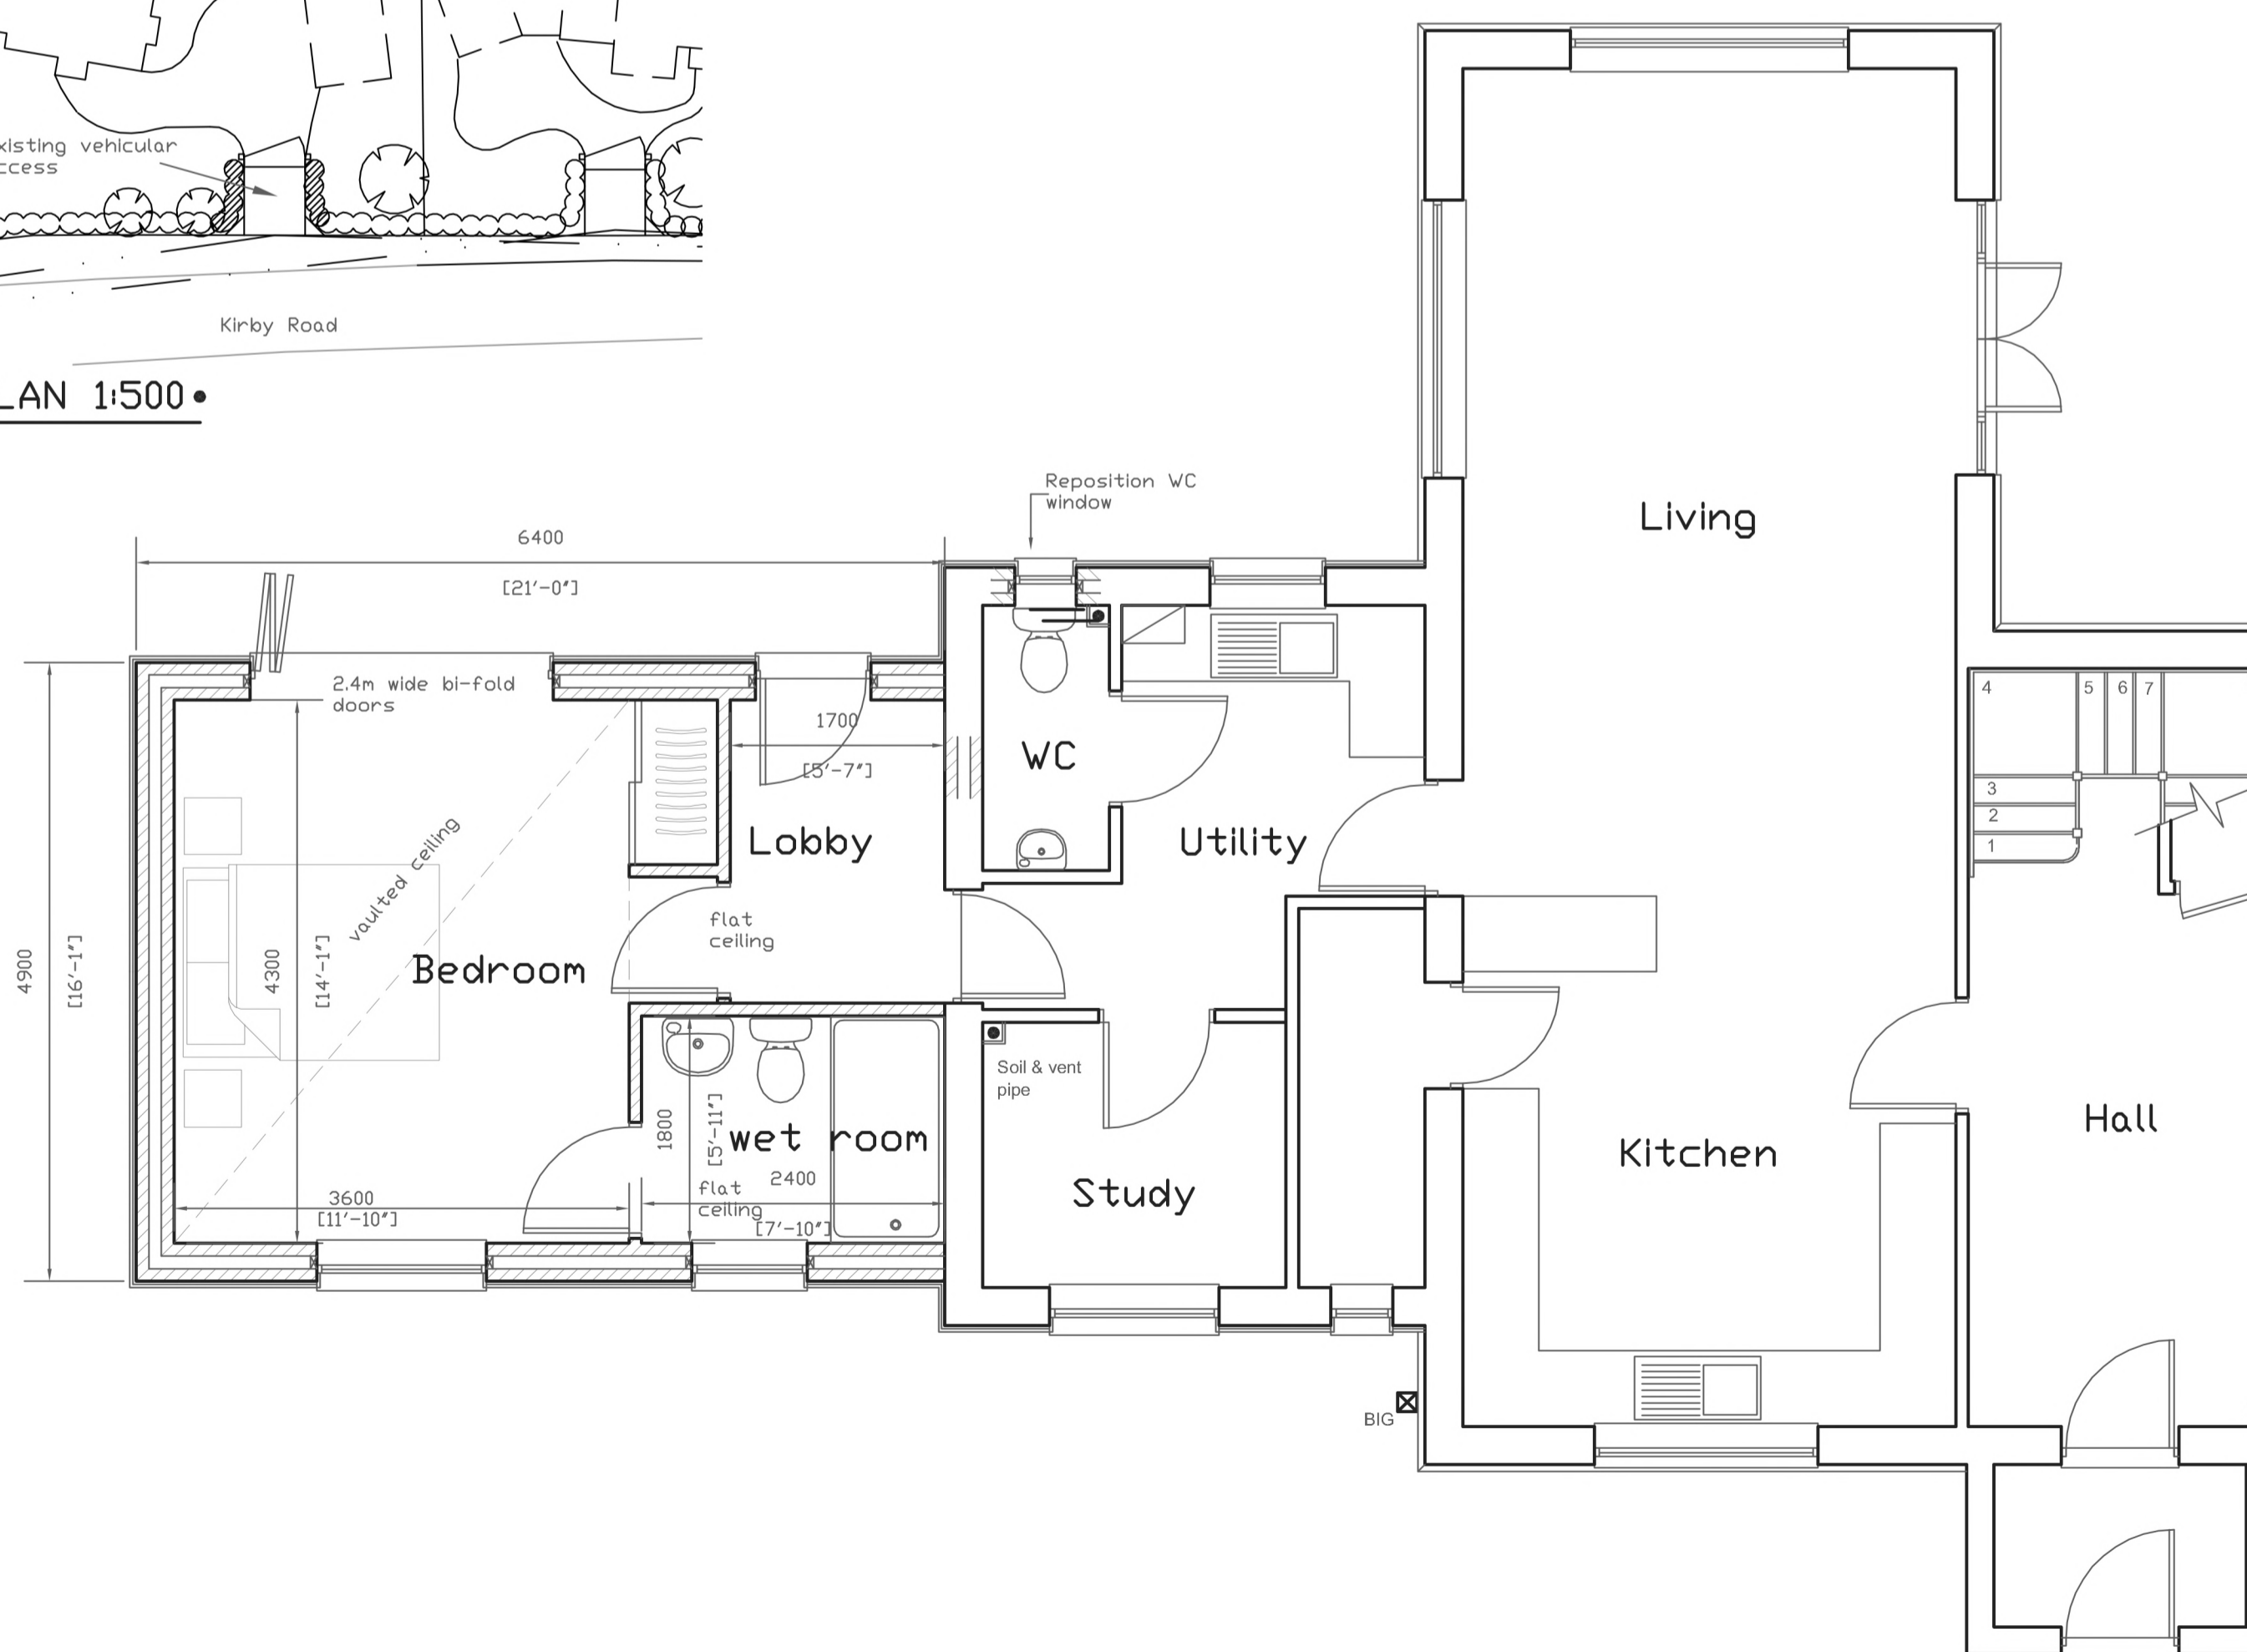 xisting vehicular
ccess
Kirby Road
LAN 1:500
Reposition WC
window
6400
[21'-0"]
Living
2.4m wide bi-fold
doors
4 5 6 7
1700
[5'-7"]
WC
3
2
1
Lobby
Utility
vaulted ceiling
flat
ceiling
4900
[16'-1"]
4300
[14'-1"]
Bedroom
Soil & vent
pipe
1800
[5'-11"]
wet room
Hall
Kitchen
2400
flat
ceiling
[7'-10"]
Study
3600
[11'-10"]
BIG